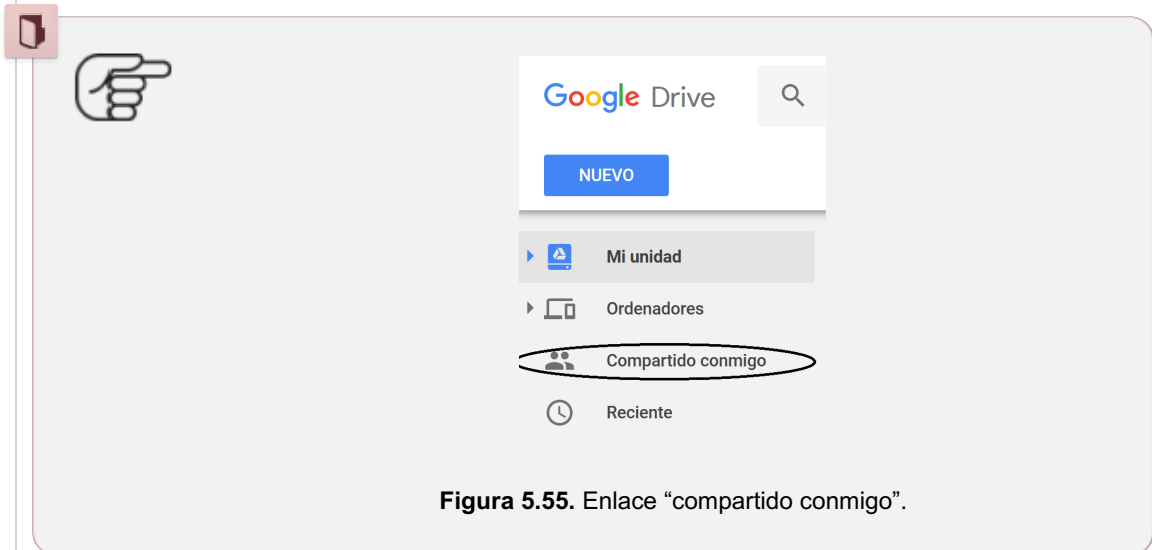 Google Drive
NUEVO
Mi unidad
Ordenadores
Compartido conmigo
Reciente
Figura 5.55. Enlace “compartido conmigo”.